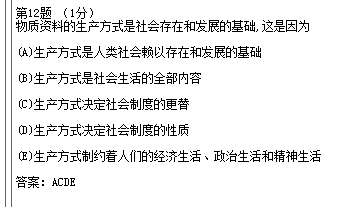 第12题 (1分)
物质资料的生产方式是社会存在和发展的基础,这是因为
(A)生产方式是人类社会赖以存在和发展的基础
(B)生产方式是社会生活的全部内容
(C)生产方式决定社会制度的更替
(D)生产方式决定社会制度的性质
(E)生产方式制约着人们的经济生活、政治生活和精神生活
答案: ACDE